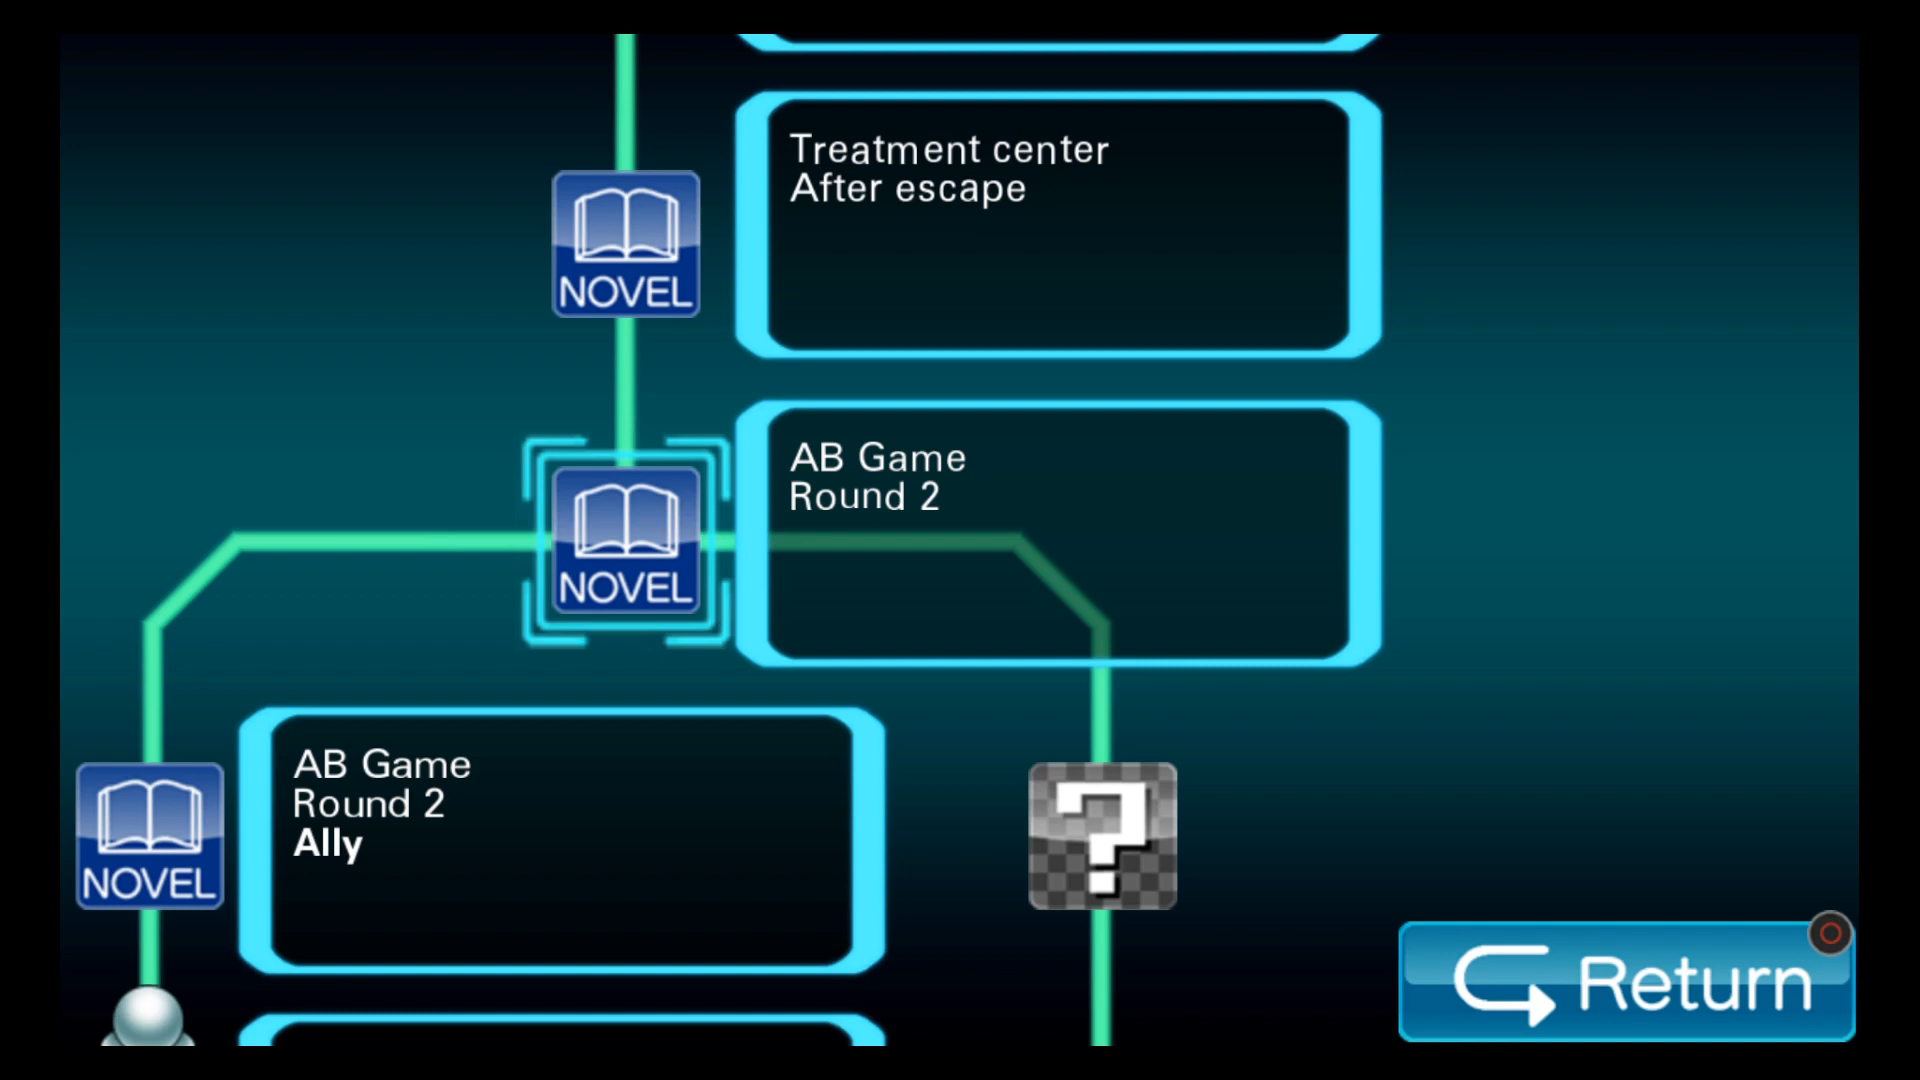 Treatment center
After escape
NOVEL
AB Game
Round 2
NOVEL
AB Game
Round 2
Ally
NOVEL
?
Return